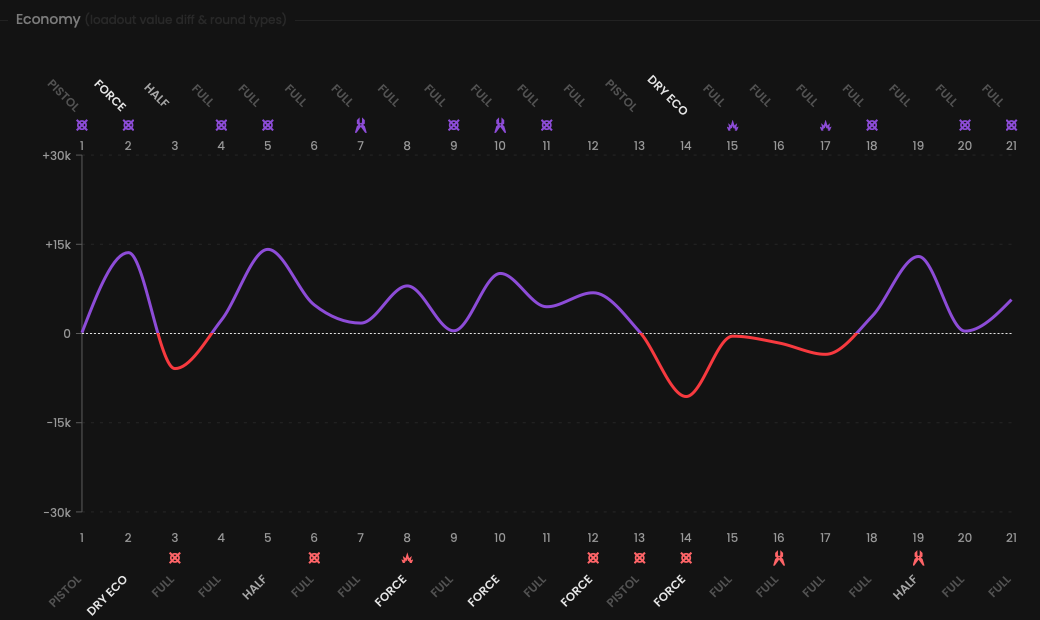 Economy (loadout value diff & round types)
PISTOL FORCE HALF FULL FULL FULL FULL FULL FULL FULL FULL FULL PISTOL DRY ECO FULL FULL FULL FULL FULL FULL FULL
1 2 3 4 5 6 7 8 9 10 11 12 13 14 15 16 17 18 19 20 21
+30k
+15k
0
-15k
-30k
1 2 3 4 5 6 7 8 9 10 11 12 13 14 15 16 17 18 19 20 21
PISTOL DRY ECO FULL FULL HALF FULL FULL FORCE FULL FORCE FULL FORCE PISTOL FORCE FULL FULL FULL FULL HALF FULL FULL